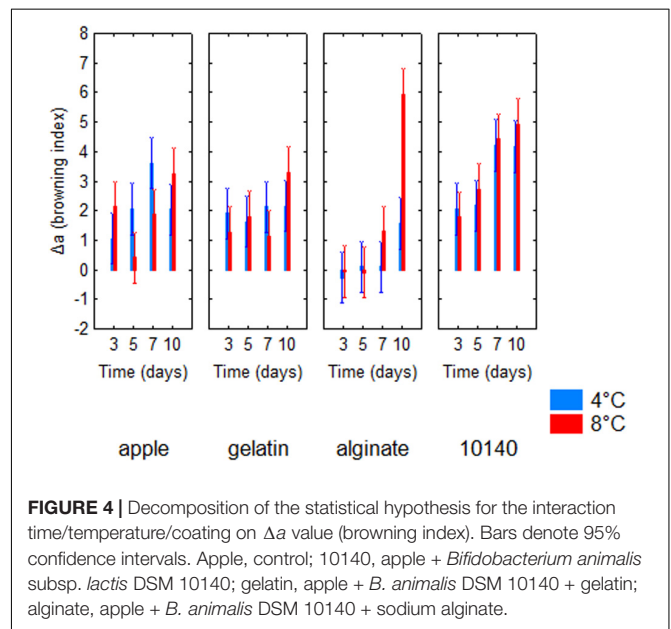 8
7
6
5
4
3
2
1
0
-1
-2
Δa (browning index)
3 5 7 10 3 5 7 10 3 5 7 10 3 5 7 10
Time (days) Time (days) Time (days) Time (days)
4°C
8°C
apple gelatin alginate 10140
FIGURE 4 | Decomposition of the statistical hypothesis for the interaction
time/temperature/coating on Δa value (browning index). Bars denote 95%
confidence intervals. Apple, control; 10140, apple + Bifidobacterium animalis
subsp. lactis DSM 10140; gelatin, apple + B. animalis DSM 10140 + gelatin;
alginate, apple + B. animalis DSM 10140 + sodium alginate.